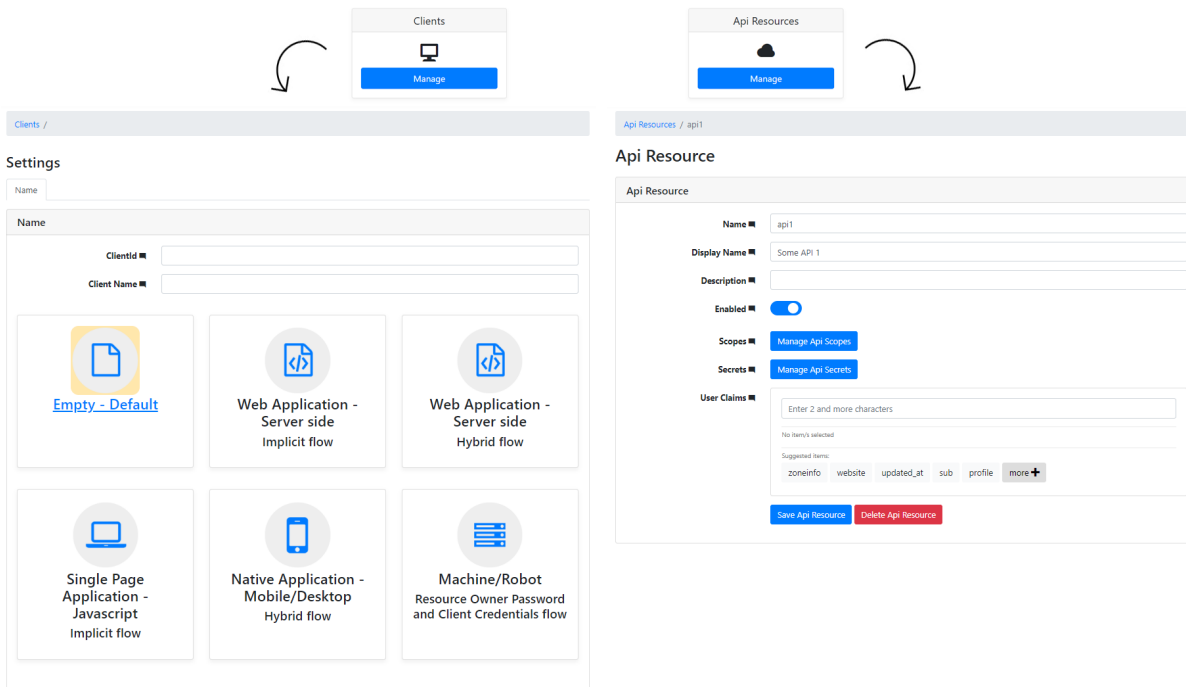 Clients
Manage
Api Resources
Manage
Clients /
Settings
Name
Name
ClientId
Client Name
Empty - Default
Web Application -
Server side
Implicit flow
Web Application -
Server side
Hybrid flow
Single Page
Application -
Javascript
Implicit flow
Native Application -
Mobile/Desktop
Hybrid flow
Machine/Robot
Resource Owner Password
and Client Credentials flow
Api Resources / api1
Api Resource
Api Resource
Name api1
Display Name Some API 1
Description
Enabled
Scopes Manage Api Scopes
Secrets Manage Api Secrets
User Claims Enter 2 and more characters
No item/s selected
Suggested items:
zoneinfo website updated_at sub profile more
Save Api Resource Delete Api Resource